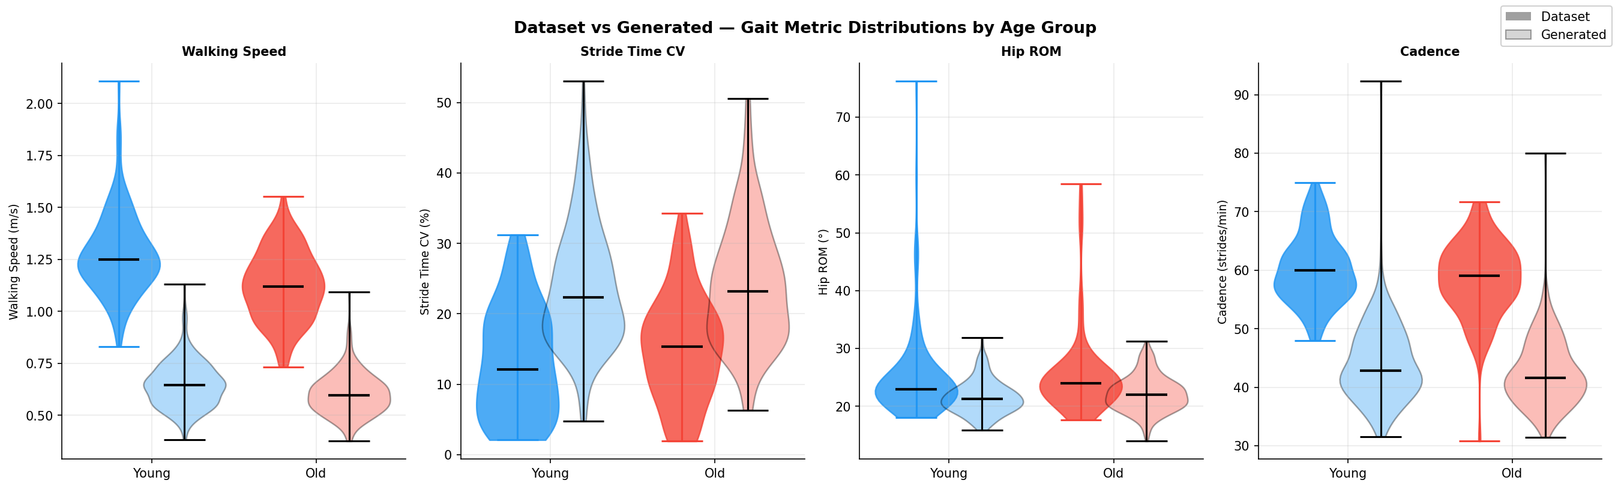 Dataset vs Generated — Gait Metric Distributions by Age Group
Dataset
Generated
Walking Speed
Walking Speed (m/s)
2.00
1.75
1.50
1.25
1.00
0.75
0.50
Young
Old
Stride Time CV
Stride Time CV (%)
50
40
30
20
10
0
Young
Old
Hip ROM
Hip ROM (°)
70
60
50
40
30
20
Young
Old
Cadence
Cadence (strides/min)
90
80
70
60
50
40
30
Young
Old